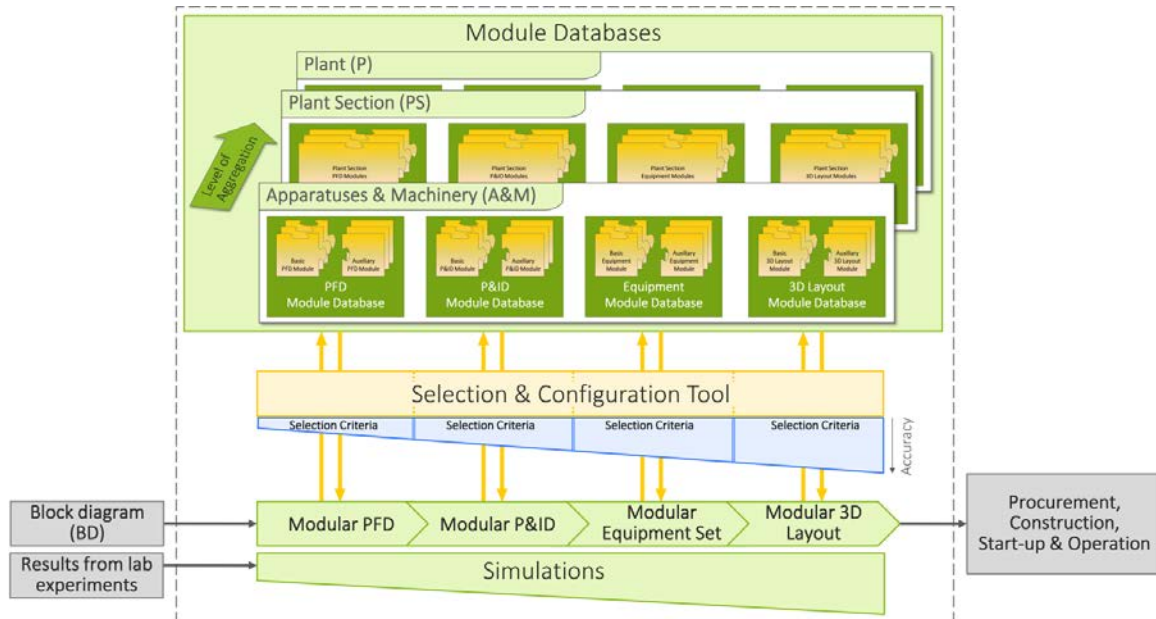 Module Databases
Plant (P)
Plant Section (PS)
Level of
Aggregation
Plant Section
PFD Modules
Plant Section
P&ID Modules
Plant Section
Equipment Modules
Plant Section
3D Layout Modules
Apparatuses & Machinery (A&M)
Basic
PFD Module
Auxiliary
PFD Module
PFD
Module Database
Basic
P&ID Module
Auxiliary
P&ID Module
P&ID
Module Database
Basic
Equipment
Module
Auxiliary
Equipment
Module
Equipment
Module Database
Basic
3D Layout
Module
Auxiliary
3D Layout
Module
3D Layout
Module Database
Selection & Configuration Tool
Selection Criteria
Selection Criteria
Selection Criteria
Selection Criteria
Accuracy
Block diagram
(BD)
Modular PFD
Modular P&ID
Modular
Equipment Set
Modular 3D
Layout
Procurement,
Construction,
Start-up & Operation
Results from lab
experiments
Simulations